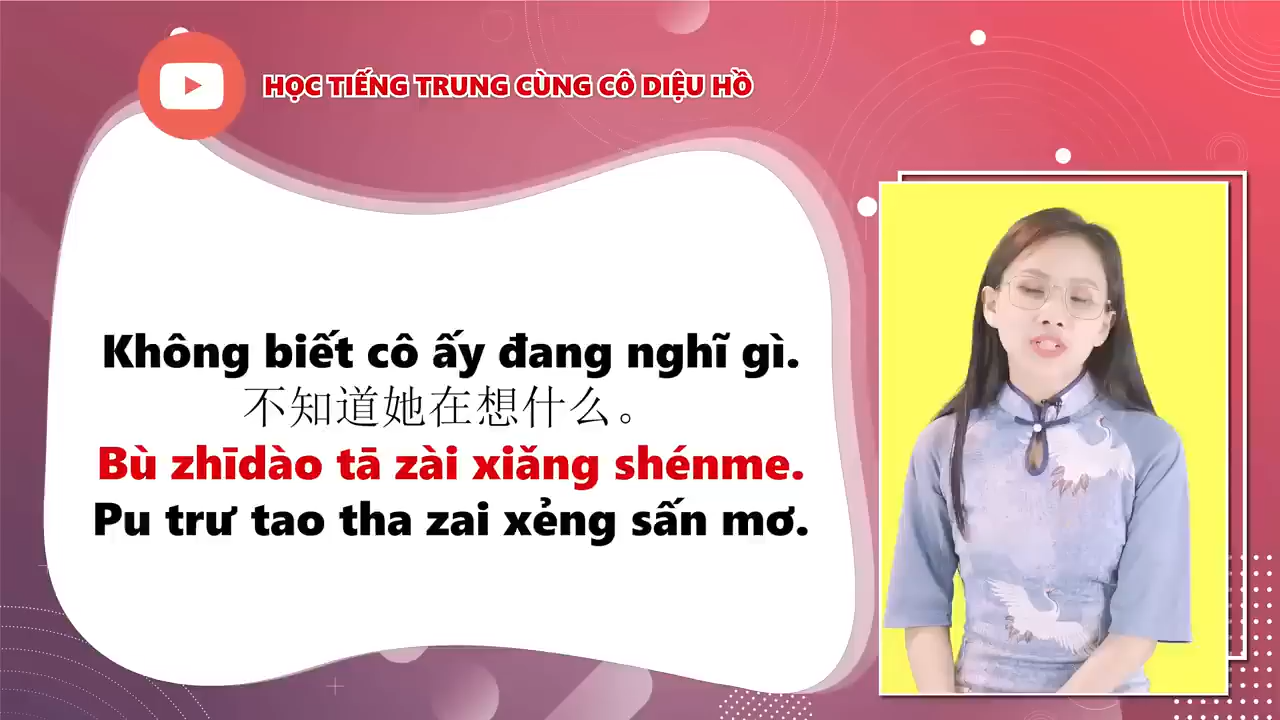 HỌC TIẾNG TRUNG CÙNG CÔ DIỆU HỒ
Không biết cô ấy đang nghĩ gì.
不知道她在想什么。
Bù zhīdào tā zài xiǎng shénme.
Pu trư tao tha zai xẻng sấn mơ.